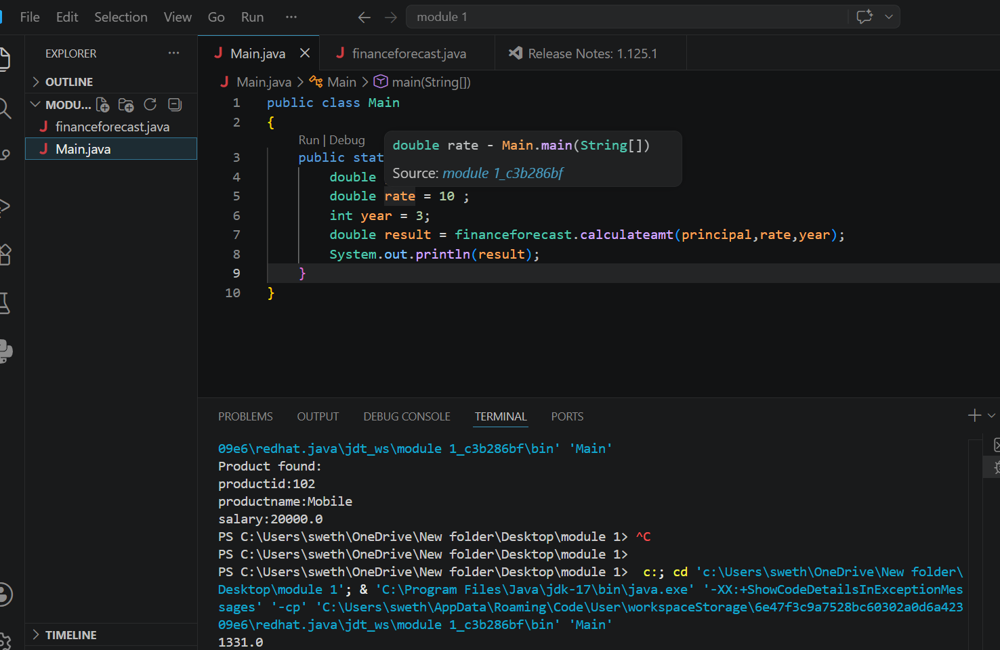 File Edit Selection View Go Run ··· module 1
EXPLORER ···
OUTLINE
MODU...
financeforecast.java
Main.java
TIMELINE
Main.java financeforecast.java Release Notes: 1.125.1
Main.java > Main > main(String[])
1 public class Main
2 {
Run | Debug
double rate - Main.main(String[])
Source: module 1_c3b286bf
3 public stat
4 double
5 double rate = 10 ;
6 int year = 3;
7 double result = financeforecast.calculateamt(principal,rate,year);
8 System.out.println(result);
9 }
10 }
PROBLEMS OUTPUT DEBUG CONSOLE TERMINAL PORTS
09e6\redhat.java\jdt_ws\module 1_c3b286bf\bin' 'Main'
Product found:
productid:102
productname:Mobile
salary:20000.0
PS C:\Users\sweth\OneDrive\New folder\Desktop\module 1> ^C
PS C:\Users\sweth\OneDrive\New folder\Desktop\module 1>
PS C:\Users\sweth\OneDrive\New folder\Desktop\module 1> c:; cd 'c:\Users\sweth\OneDrive\New folder\
Desktop\module 1'; & 'C:\Program Files\Java\jdk-17\bin\java.exe' '-XX:+ShowCodeDetailsInExceptionMes
sages' '-cp' 'C:\Users\sweth\AppData\Roaming\Code\User\workspaceStorage\6e47f3c9a7528bc60302a0d6a423
09e6\redhat.java\jdt_ws\module 1_c3b286bf\bin' 'Main'
1331.0